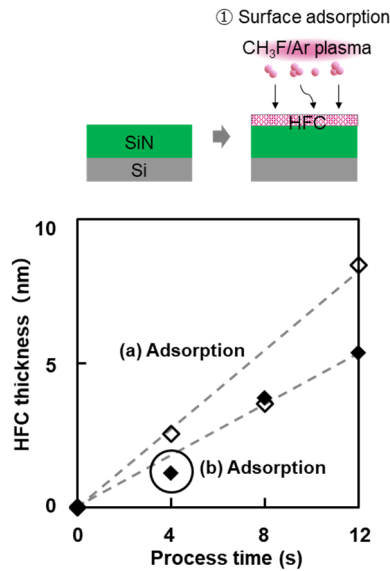 ① Surface adsorption
CH₃F/Ar plasma
HFC
SiN
Si
10
5
0
HFC thickness (nm)
(a) Adsorption
(b) Adsorption
0 4 8 12
Process time (s)